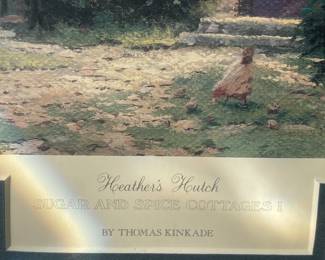 Heather's Hutch
SUGAR AND SPICE COTTAGES I
BY THOMAS KINKADE